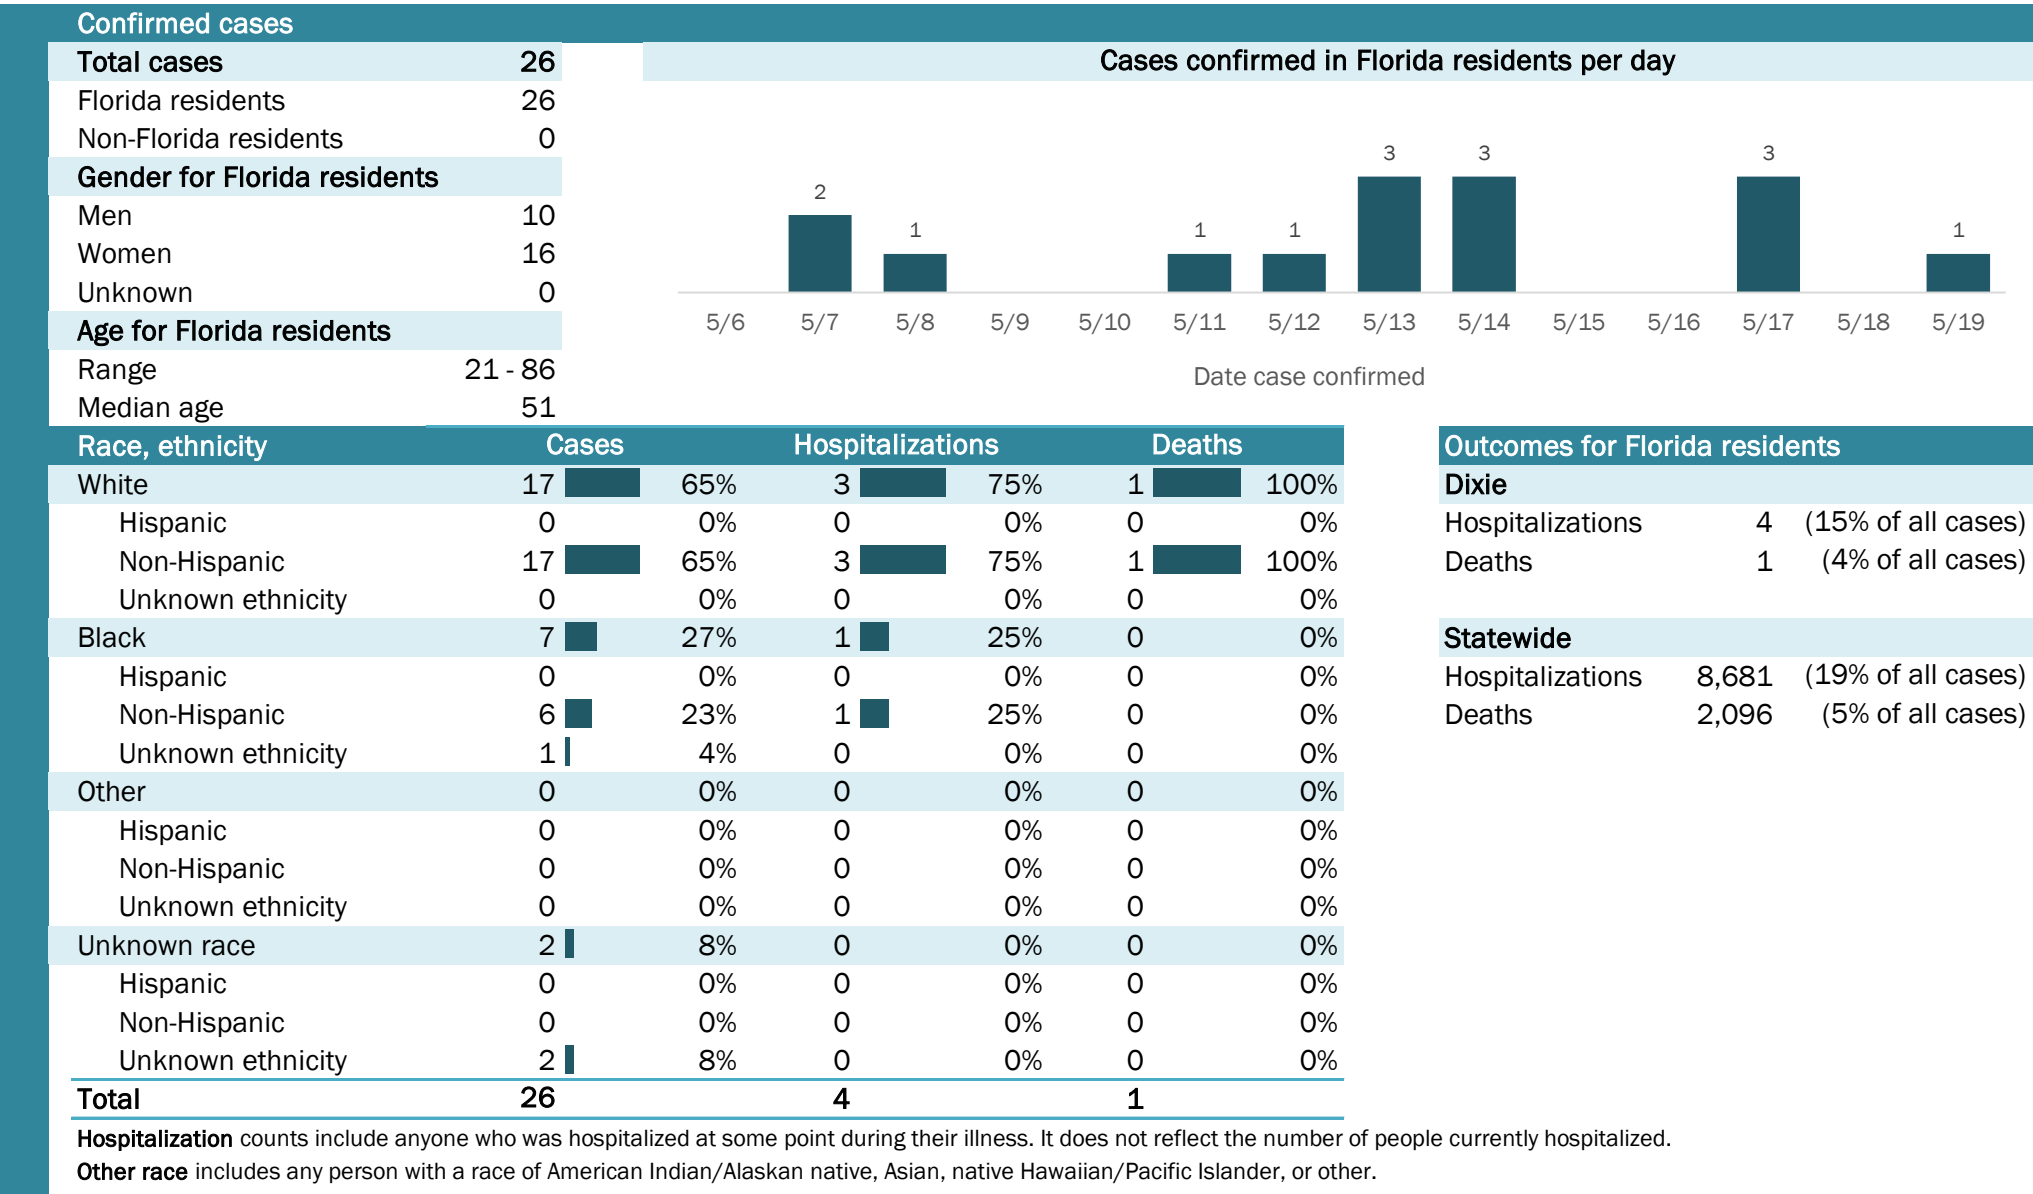 Confirmed cases
Total cases 26
Florida residents 26
Non-Florida residents 0
Gender for Florida residents
Men 10
Women 16
Unknown 0
Age for Florida residents
Range 21 - 86
Median age 51
Cases confirmed in Florida residents per day
2 1 1 1 3 3 3 1
5/6 5/7 5/8 5/9 5/10 5/11 5/12 5/13 5/14 5/15 5/16 5/17 5/18 5/19
Date case confirmed
Race, ethnicity Cases Hospitalizations Deaths
White 17 65% 3 75% 1 100%
Hispanic 0 0% 0 0% 0 0%
Non-Hispanic 17 65% 3 75% 1 100%
Unknown ethnicity 0 0% 0 0% 0 0%
Black 7 27% 1 25% 0 0%
Hispanic 0 0% 0 0% 0 0%
Non-Hispanic 6 23% 1 25% 0 0%
Unknown ethnicity 1 4% 0 0% 0 0%
Other 0 0% 0 0% 0 0%
Hispanic 0 0% 0 0% 0 0%
Non-Hispanic 0 0% 0 0% 0 0%
Unknown ethnicity 0 0% 0 0% 0 0%
Unknown race 2 8% 0 0% 0 0%
Hispanic 0 0% 0 0% 0 0%
Non-Hispanic 0 0% 0 0% 0 0%
Unknown ethnicity 2 8% 0 0% 0 0%
Total 26 4 1
Outcomes for Florida residents
Dixie
Hospitalizations 4 (15% of all cases)
Deaths 1 (4% of all cases)
Statewide
Hospitalizations 8,681 (19% of all cases)
Deaths 2,096 (5% of all cases)
Hospitalization counts include anyone who was hospitalized at some point during their illness. It does not reflect the number of people currently hospitalized.
Other race includes any person with a race of American Indian/Alaskan native, Asian, native Hawaiian/Pacific Islander, or other.